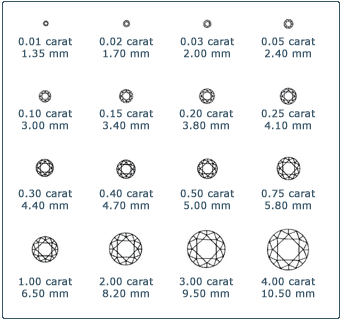 0.01 carat 0.02 carat 0.03 carat 0.05 carat
1.35 mm 1.70 mm 2.00 mm 2.40 mm
0.10 carat 0.15 carat 0.20 carat 0.25 carat
3.00 mm 3.40 mm 3.80 mm 4.10 mm
0.30 carat 0.40 carat 0.50 carat 0.75 carat
4.40 mm 4.70 mm 5.00 mm 5.80 mm
1.00 carat 2.00 carat 3.00 carat 4.00 carat
6.50 mm 8.20 mm 9.50 mm 10.50 mm